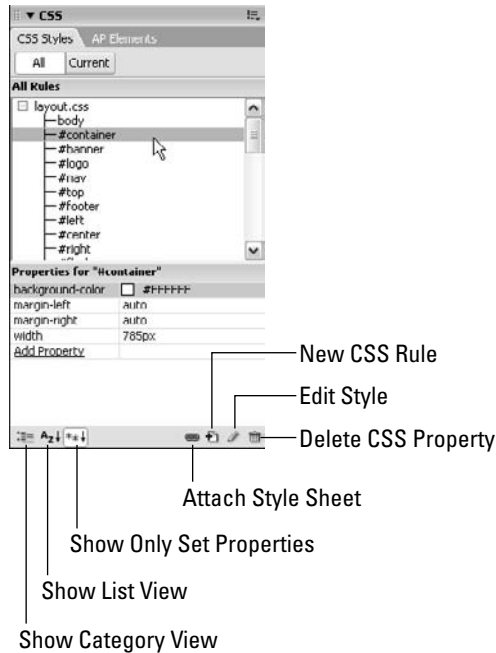 CSS
CSS Styles AP Elements
All Current
All Rules
layout.css
body
#container
#banner
#logo
#nav
#top
#footer
#left
#center
#right
Properties for "#container"
background-color #FFFFFF
margin-left auto
margin-right auto
width 785px
Add Property
New CSS Rule
Edit Style
Delete CSS Property
Attach Style Sheet
Show Only Set Properties
Show List View
Show Category View